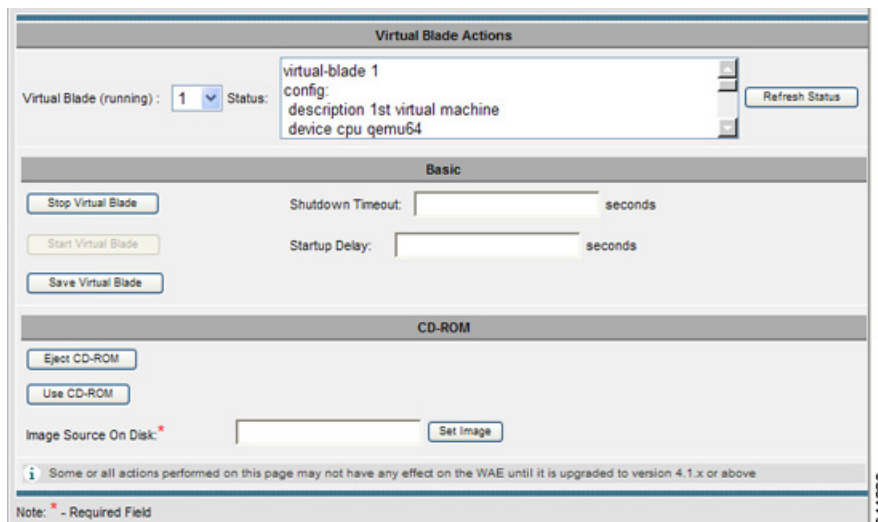 Virtual Blade Actions
Virtual Blade (running) : 1 Status:
virtual-blade 1
config:
description 1st virtual machine
device cpu qemu64
Refresh Status
Basic
Stop Virtual Blade
Shutdown Timeout: seconds
Start Virtual Blade
Startup Delay: seconds
Save Virtual Blade
CD-ROM
Eject CD-ROM
Use CD-ROM
Image Source On Disk:* Set Image
i Some or all actions performed on this page may not have any effect on the WAE until it is upgraded to version 4.1.x or above
Note: * - Required Field